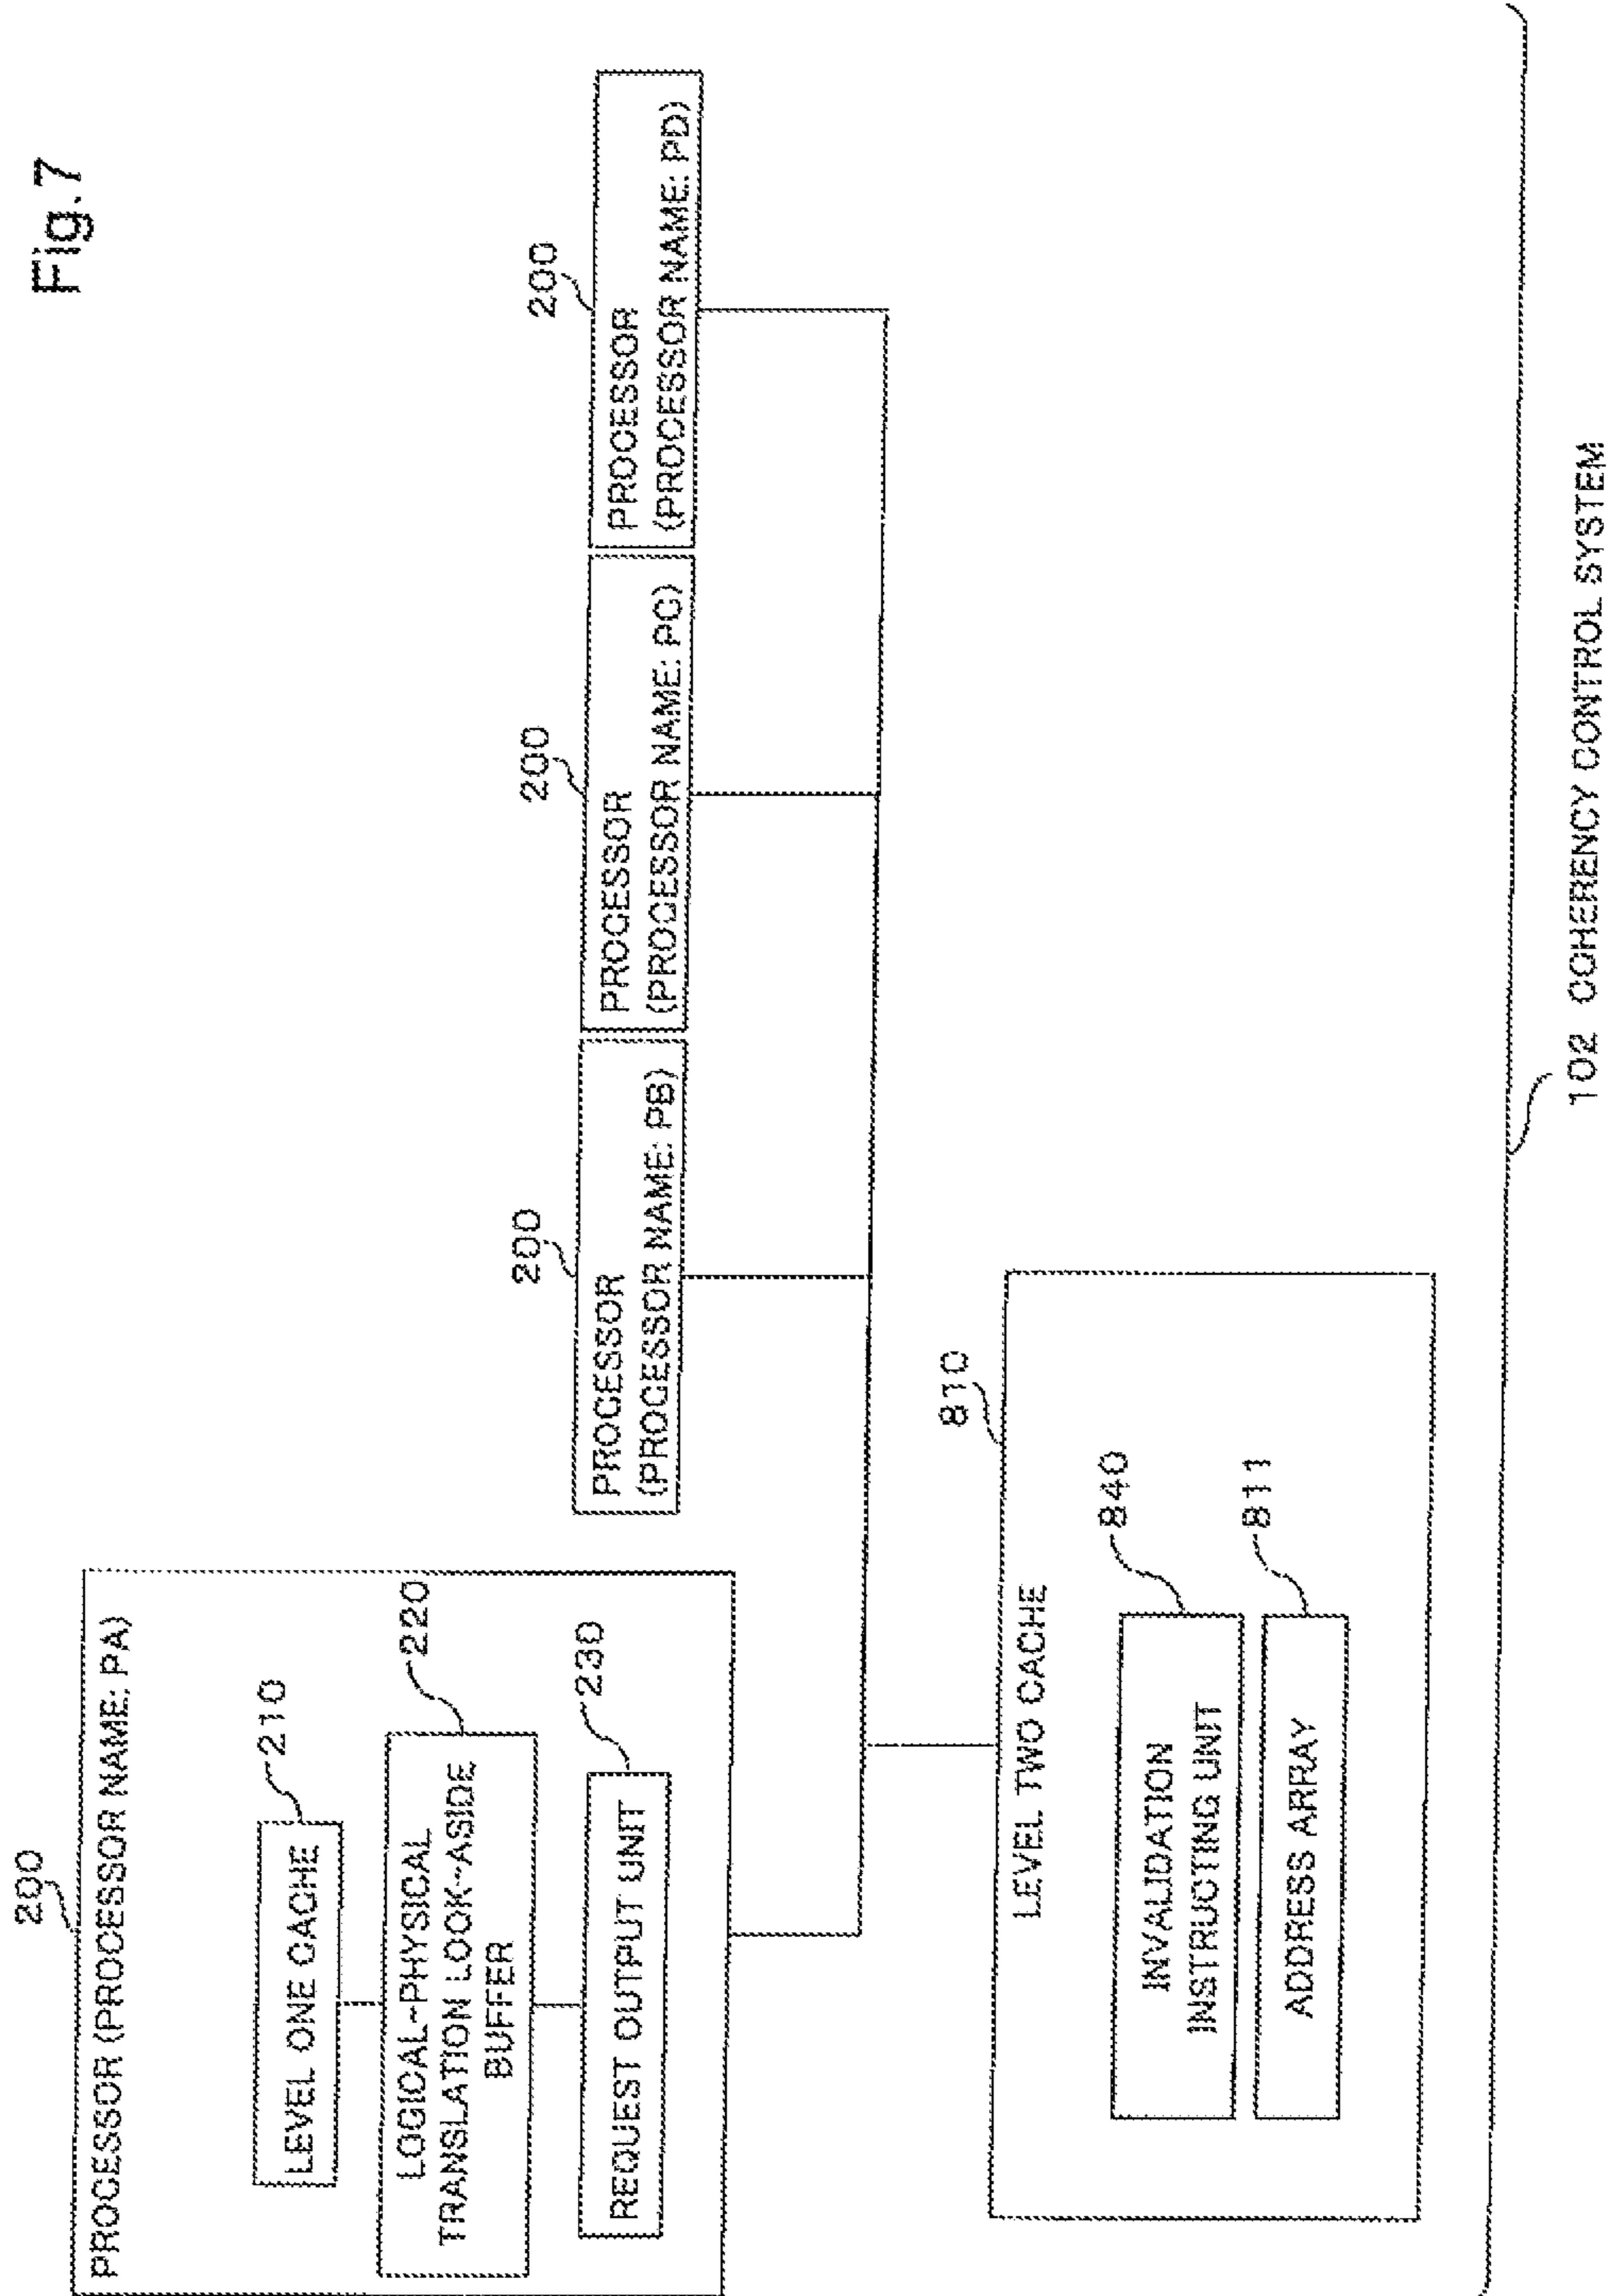 Fig.7
200
PROCESSOR (PROCESSOR NAME: PA)
LEVEL ONE CACHE
210
LOGICAL-PHYSICAL
TRANSLATION LOOK-ASIDE
BUFFER
220
REQUEST OUTPUT UNIT
230
200
PROCESSOR
(PROCESSOR NAME: PB)
200
PROCESSOR
(PROCESSOR NAME: PC)
200
PROCESSOR
(PROCESSOR NAME: PD)
810
LEVEL TWO CACHE
INVALIDATION
INSTRUCTING UNIT
840
ADDRESS ARRAY
811
102 COHERENCY CONTROL SYSTEM